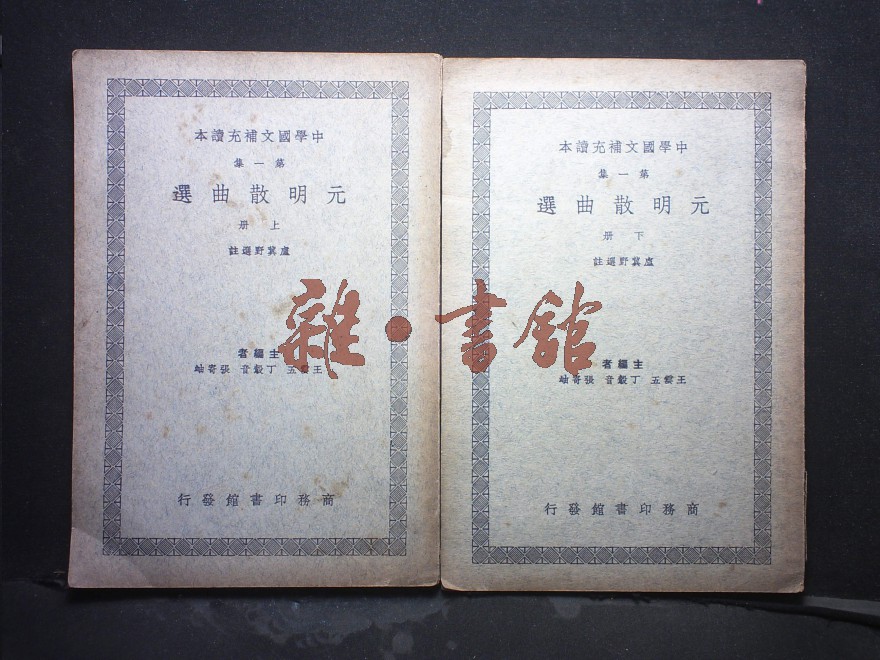 中學國文補充讀本
第一集
元明散曲選
上册
盧冀野選註
主編者
王雲五 丁瑴音 張寄岫
商務印書館發行
中學國文補充讀本
第一集
元明散曲選
下册
盧冀野選註
主編者
王雲五 丁瑴音 張寄岫
商務印書館發行
雜·書館